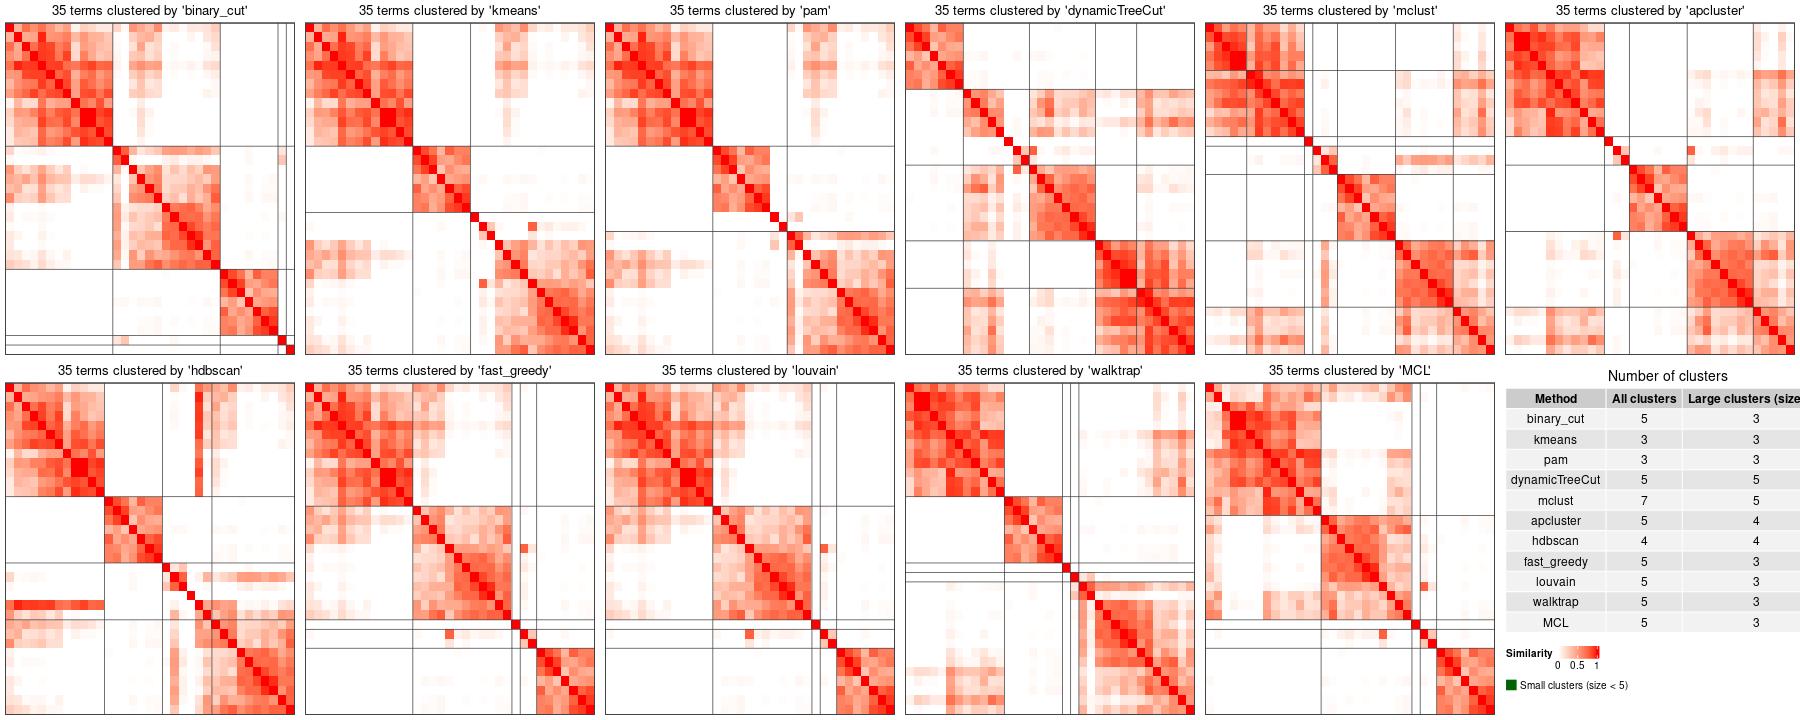 35 terms clustered by 'binary_cut'
35 terms clustered by 'kmeans'
35 terms clustered by 'pam'
35 terms clustered by 'dynamicTreeCut'
35 terms clustered by 'mclust'
35 terms clustered by 'apcluster'
35 terms clustered by 'hdbscan'
35 terms clustered by 'fast_greedy'
35 terms clustered by 'louvain'
35 terms clustered by 'walktrap'
35 terms clustered by 'MCL'
Number of clusters
Method All clusters Large clusters (size
binary_cut 5 3
kmeans 3 3
pam 3 3
dynamicTreeCut 5 5
mclust 7 5
apcluster 5 4
hdbscan 4 4
fast_greedy 5 3
louvain 5 3
walktrap 5 3
MCL 5 3
Similarity
0 0.5 1
Small clusters (size < 5)